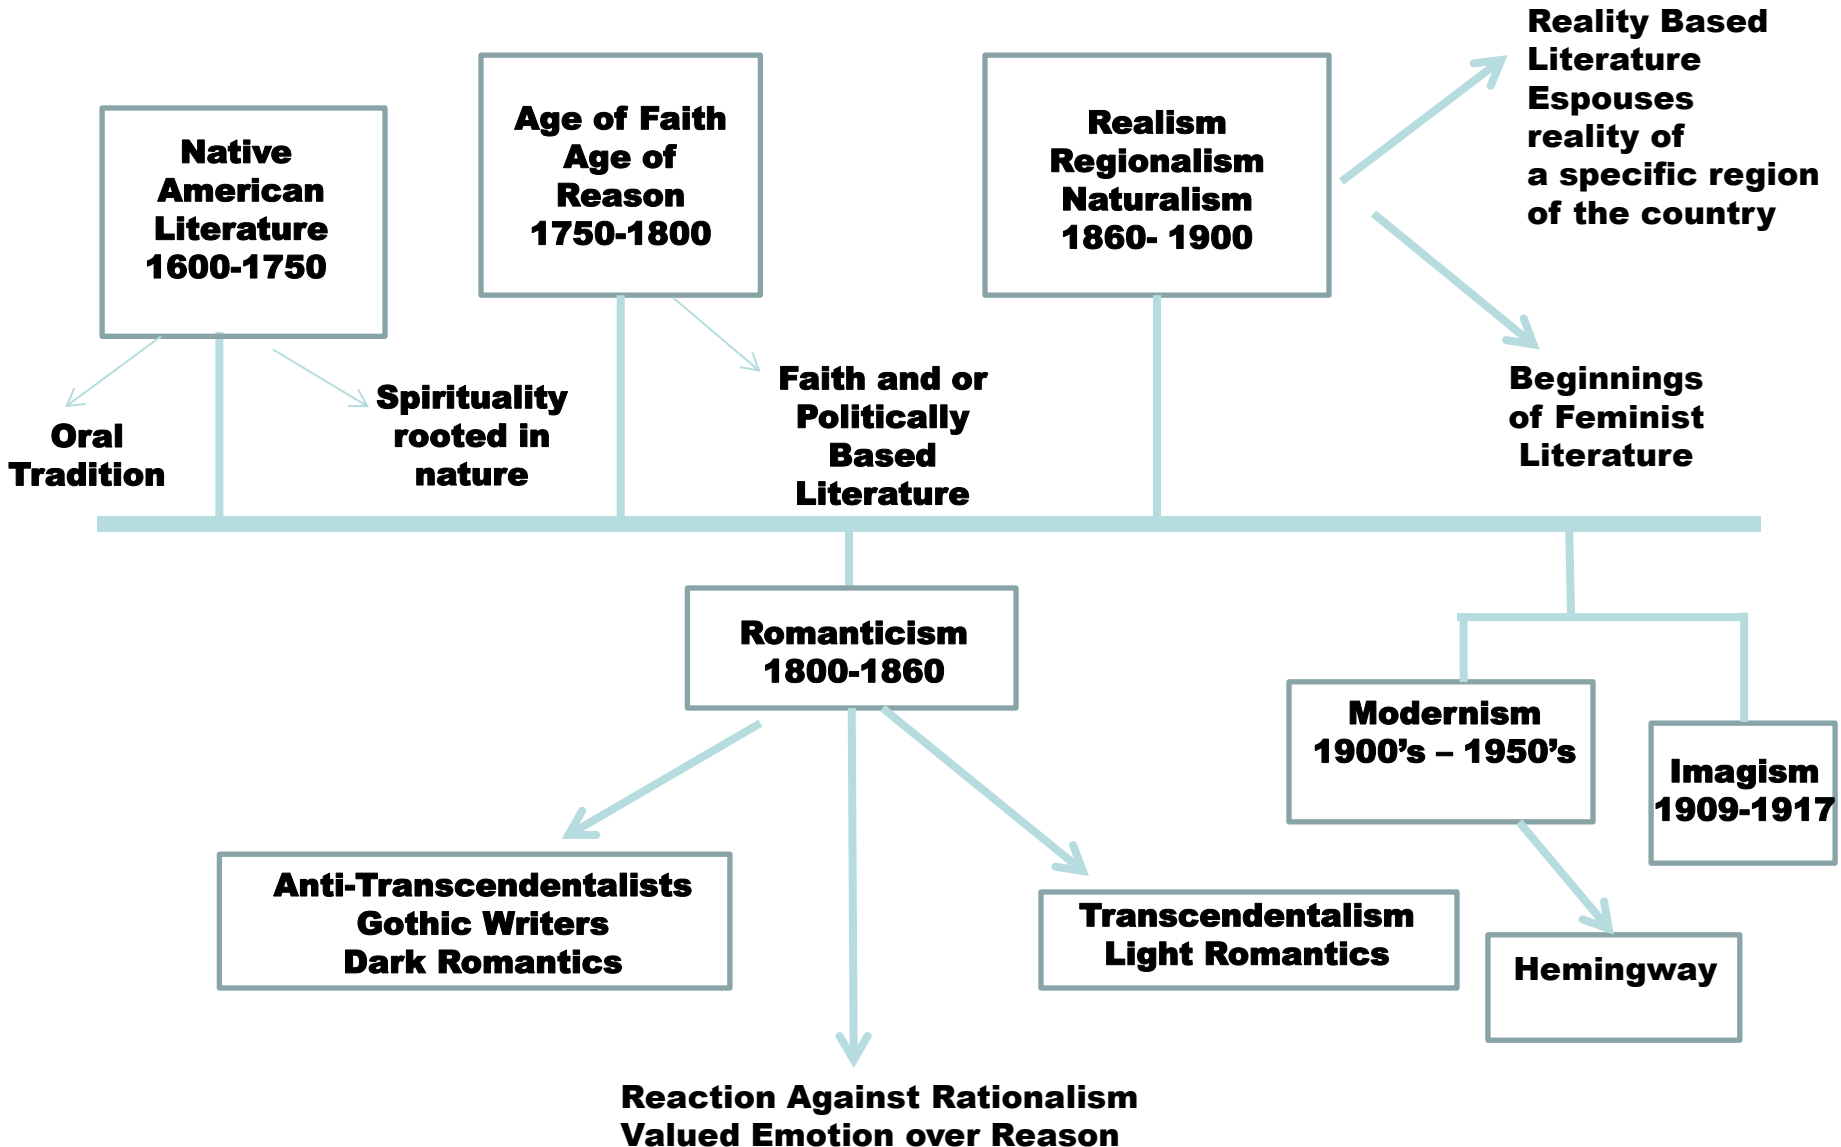 Native
American
Literature
1600-1750
Oral
Tradition
Spirituality
rooted in
nature
Age of Faith
Age of
Reason
1750-1800
Faith and or
Politically
Based
Literature
Realism
Regionalism
Naturalism
1860- 1900
Reality Based
Literature
Espouses
reality of
a specific region
of the country
Beginnings
of Feminist
Literature
Romanticism
1800-1860
Anti-Transcendentalists
Gothic Writers
Dark Romantics
Reaction Against Rationalism
Valued Emotion over Reason
Transcendentalism
Light Romantics
Modernism
1900’s – 1950’s
Hemingway
Imagism
1909-1917